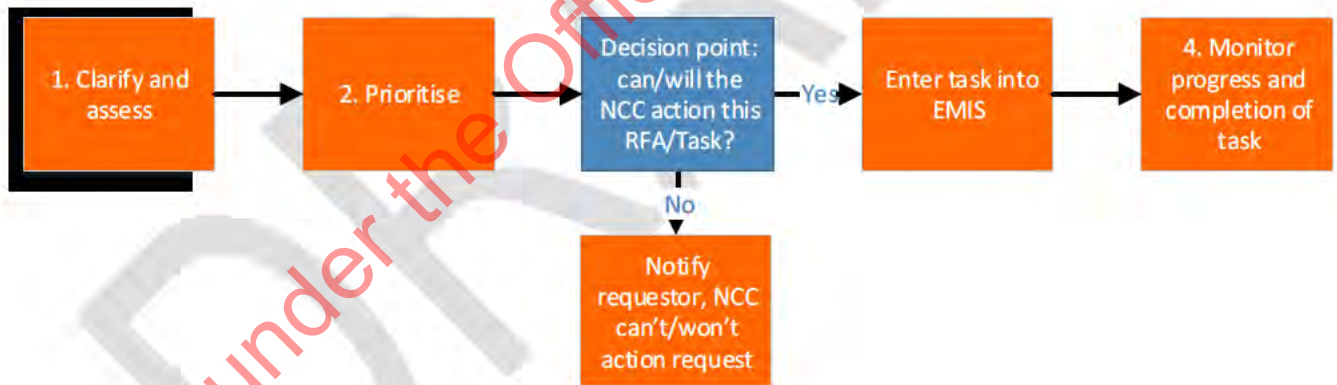 1. Clarify and
assess
2. Prioritise
Decision point:
can/will the
NCC action this
RFA/Task?
Yes
Enter task into
EMIS
4. Monitor
progress and
completion of
task
No
Notify
requestor, NCC
can't/won't
action request
under the